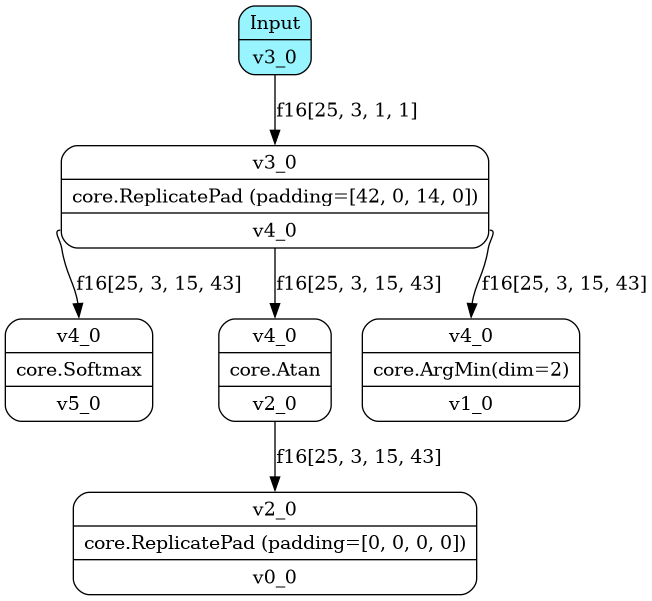 Input
v3_0
f16[25, 3, 1, 1]
v3_0
core.ReplicatePad (padding=[42, 0, 14, 0])
v4_0
f16[25, 3, 15, 43]
f16[25, 3, 15, 43]
f16[25, 3, 15, 43]
v4_0
core.Softmax
v5_0
v4_0
core.Atan
v2_0
v4_0
core.ArgMin(dim=2)
v1_0
f16[25, 3, 15, 43]
v2_0
core.ReplicatePad (padding=[0, 0, 0, 0])
v0_0